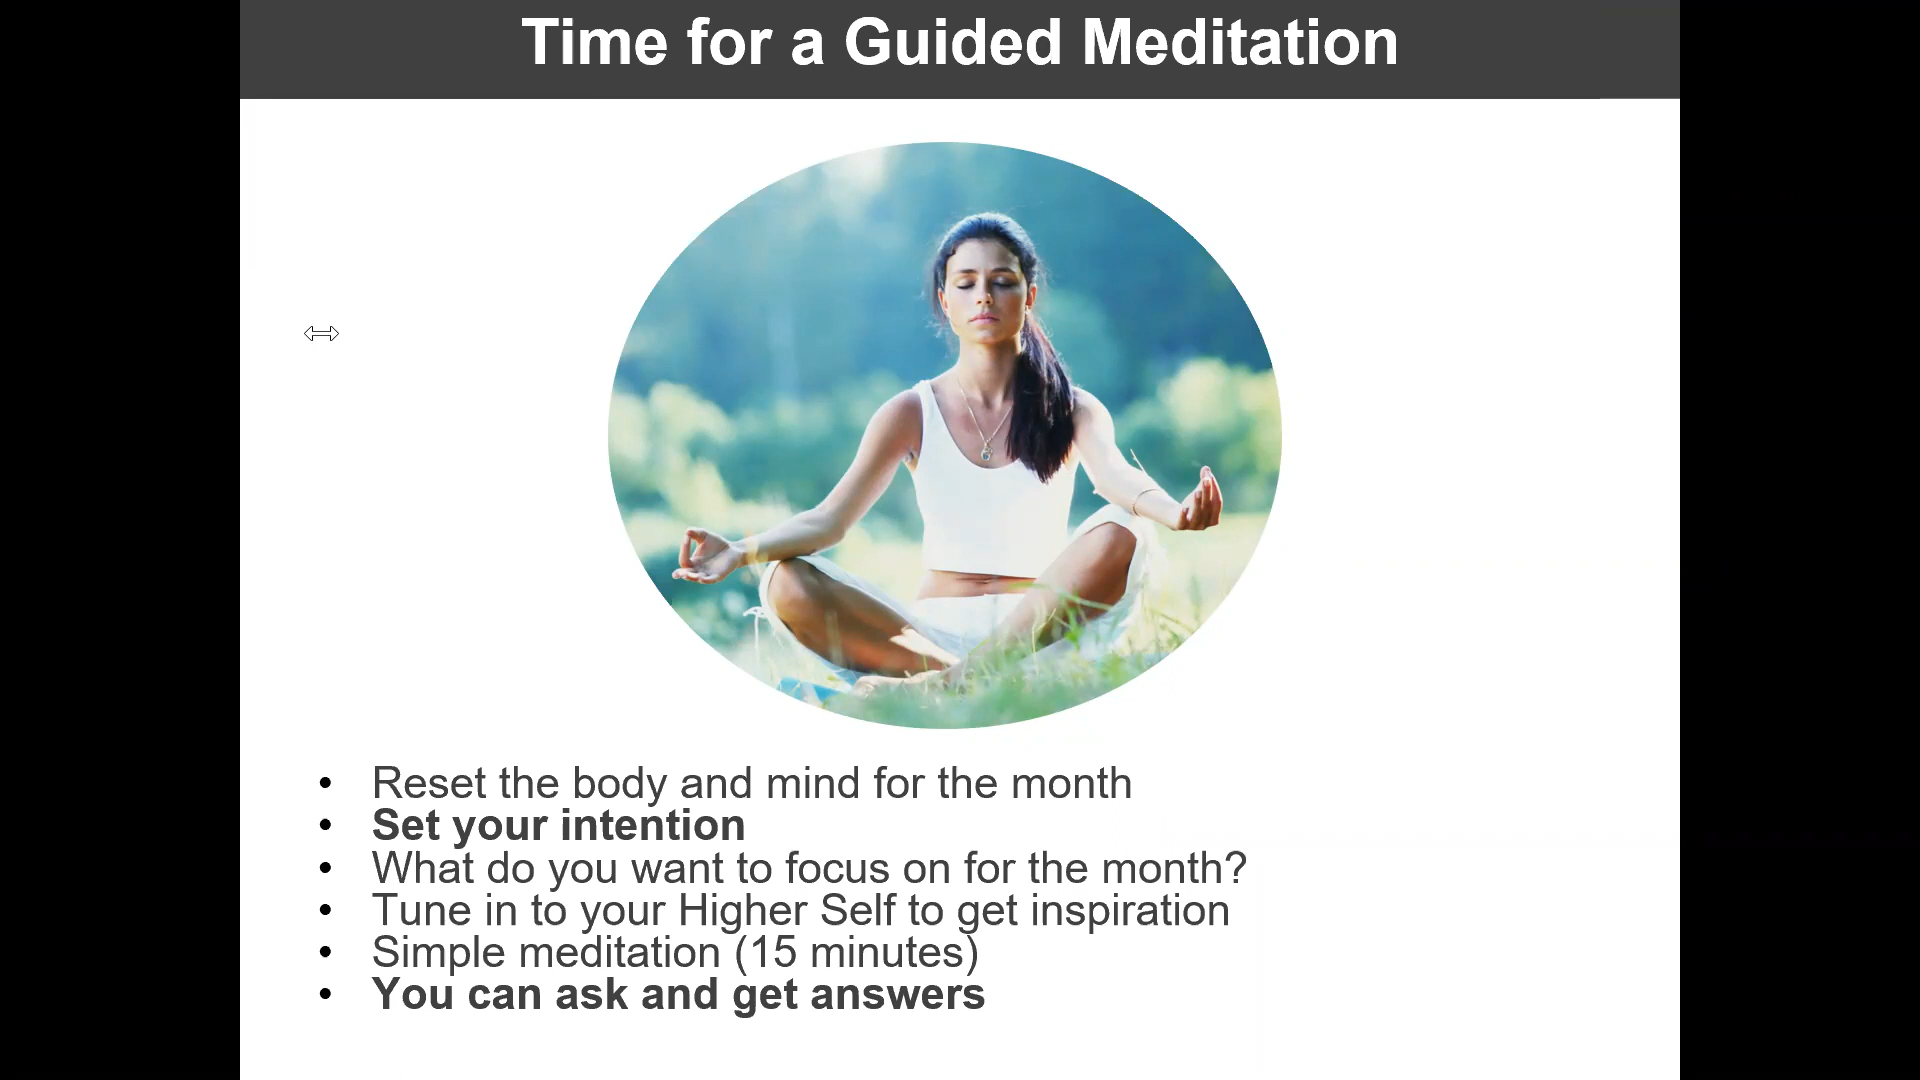 Time for a Guided Meditation
• Reset the body and mind for the month
• Set your intention
• What do you want to focus on for the month?
• Tune in to your Higher Self to get inspiration
• Simple meditation (15 minutes)
• You can ask and get answers